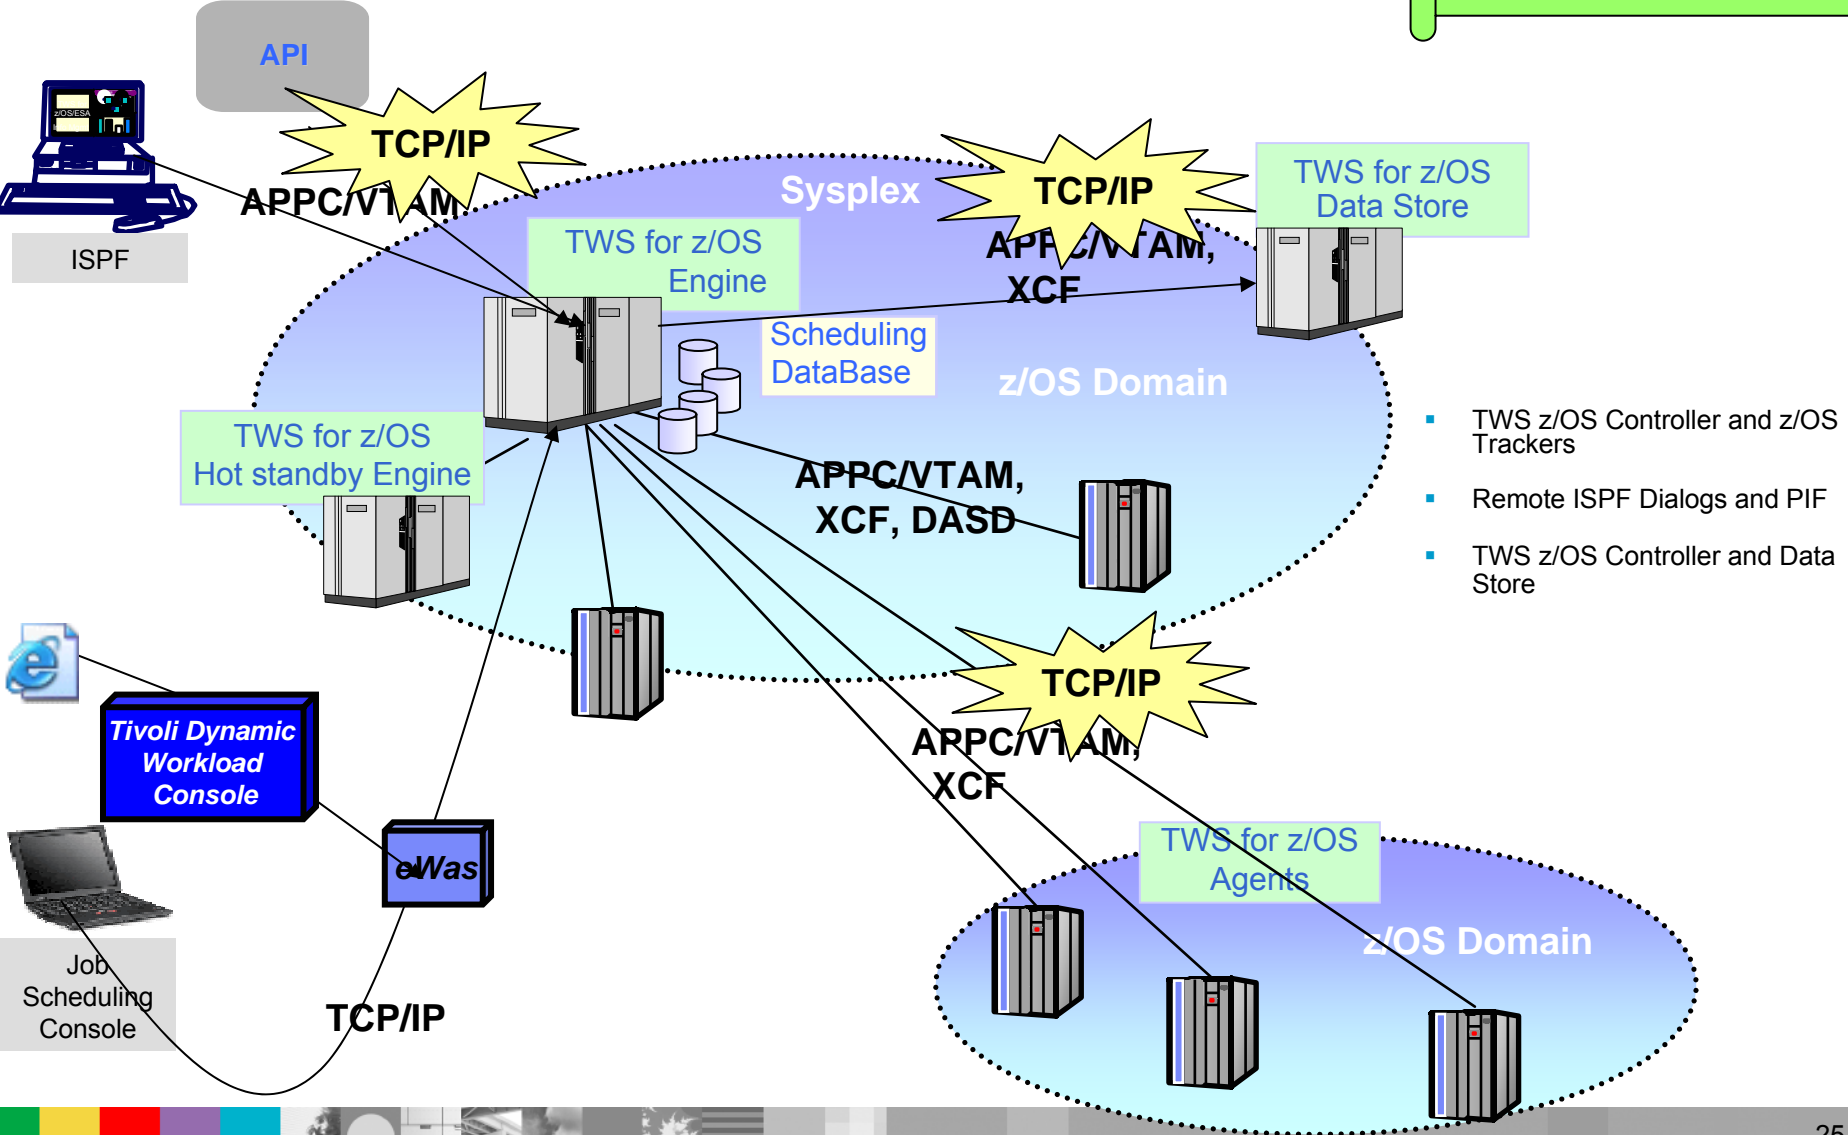 API
z/OS/ESA
TCP/IP
APPC/VTAM
ISPF
Sysplex
TCP/IP
APPC/VTAM,
XCF
TWS for z/OS
Data Store
TWS for z/OS
Engine
Scheduling
DataBase
z/OS Domain
TWS for z/OS
Hot standby Engine
APPC/VTAM,
XCF, DASD
TWS z/OS Controller and z/OS
Trackers
Remote ISPF Dialogs and PIF
TWS z/OS Controller and Data
Store
TCP/IP
APPC/VTAM,
XCF
Tivoli Dynamic
Workload
Console
eWas
Job
Scheduling
Console
TCP/IP
TWS for z/OS
Agents
z/OS Domain
25